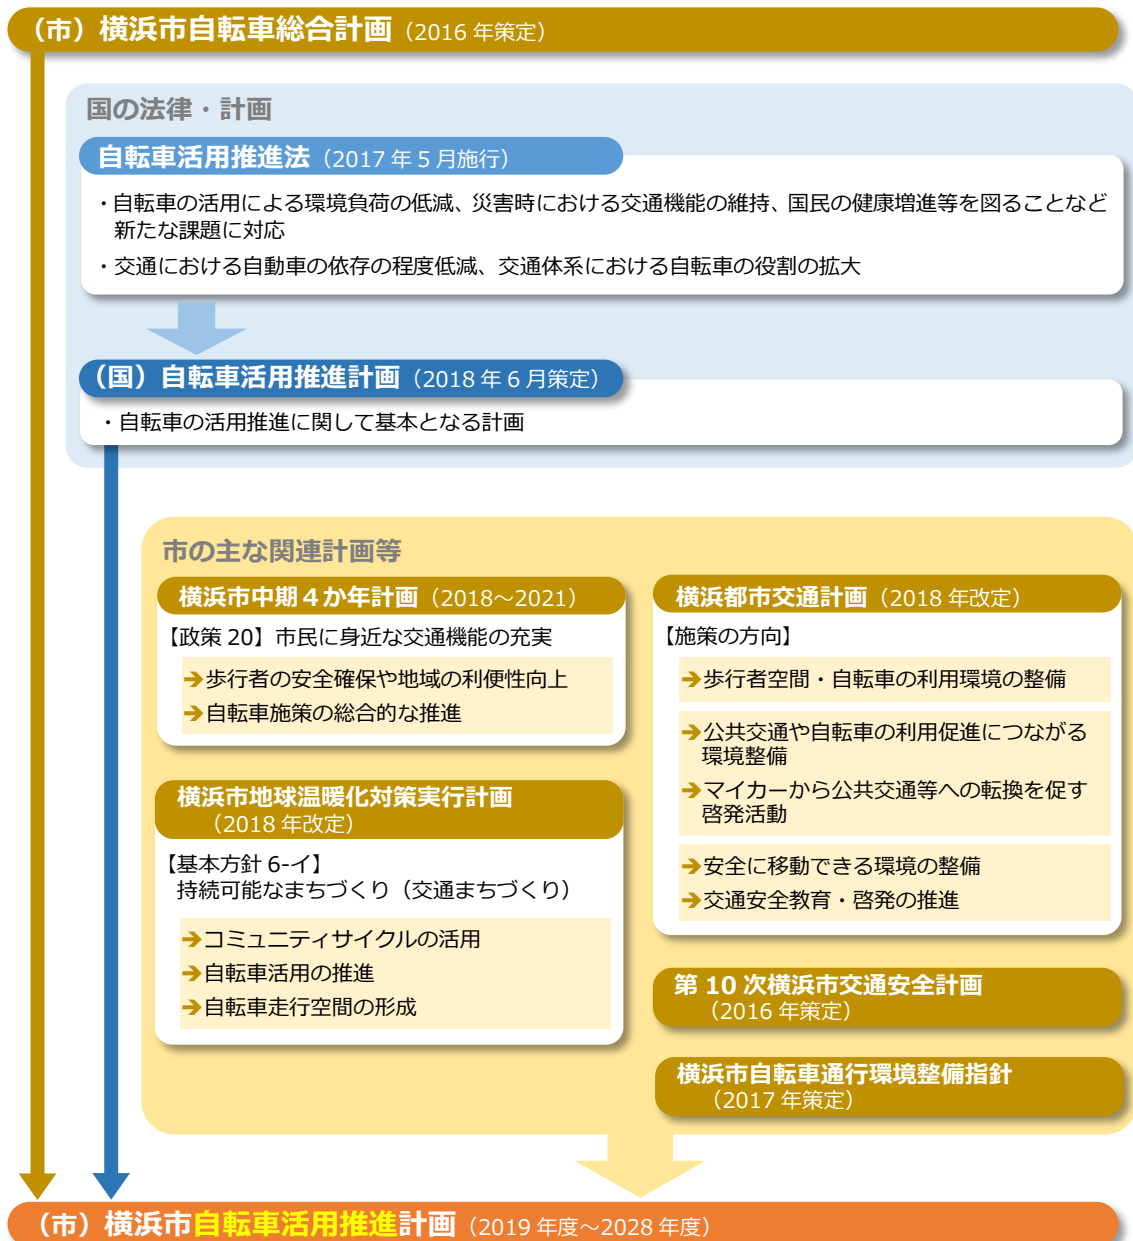 （市）横浜市自転車総合計画（2016 年策定）
国の法律・計画
自転車活用推進法（2017 年 5 月施行）
・自転車の活用による環境負荷の低減、災害時における交通機能の維持、国民の健康増進等を図ることなど
新たな課題に対応
・交通における自動車の依存の程度低減、交通体系における自転車の役割の拡大
（国）自転車活用推進計画（2018 年 6 月策定）
・自転車の活用推進に関して基本となる計画
市の主な関連計画等
横浜市中期４か年計画（2018～2021）
【政策 20】市民に身近な交通機能の充実
➔歩行者の安全確保や地域の利便性向上
➔自転車施策の総合的な推進
横浜市地球温暖化対策実行計画
（2018 年改定）
【基本方針 6-イ】
持続可能なまちづくり（交通まちづくり）
➔コミュニティサイクルの活用
➔自転車活用の推進
➔自転車走行空間の形成
横浜都市交通計画（2018 年改定）
【施策の方向】
➔歩行者空間・自転車の利用環境の整備
➔公共交通や自転車の利用促進につながる
環境整備
➔マイカーから公共交通等への転換を促す
啓発活動
➔安全に移動できる環境の整備
➔交通安全教育・啓発の推進
第 10 次横浜市交通安全計画
（2016 年策定）
横浜市自転車通行環境整備指針
（2017 年策定）
（市）横浜市自転車活用推進計画（2019 年度～2028 年度）